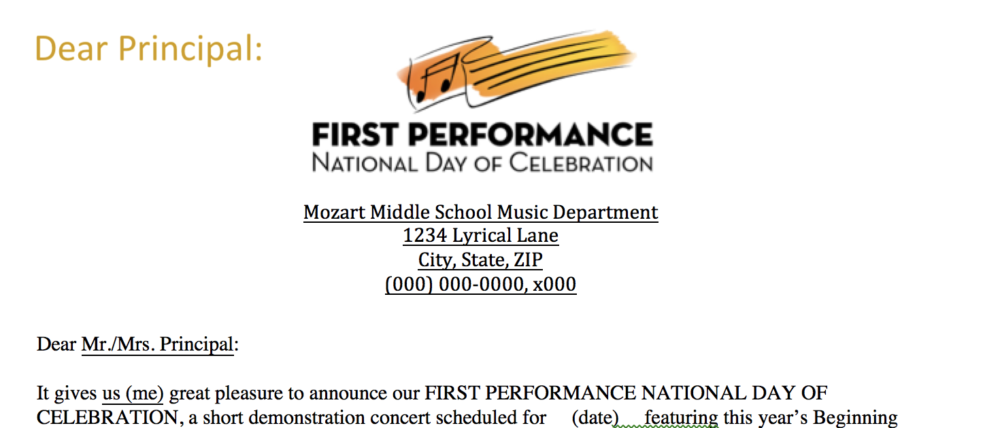 Dear Principal:
FIRST PERFORMANCE
NATIONAL DAY OF CELEBRATION
Mozart Middle School Music Department
1234 Lyrical Lane
City, State, ZIP
(000) 000-0000, x000
Dear Mr./Mrs. Principal:
It gives us (me) great pleasure to announce our FIRST PERFORMANCE NATIONAL DAY OF
CELEBRATION, a short demonstration concert scheduled for (date) featuring this year’s Beginning